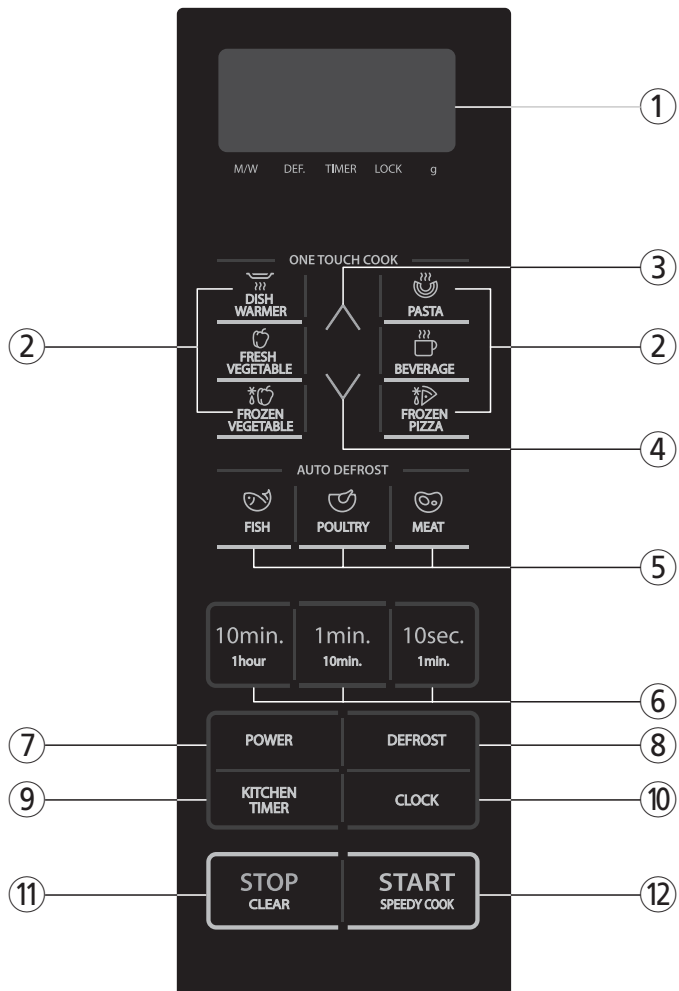 ①
M/W DEF. TIMER LOCK g
ONE TOUCH COOK
③
DISH
WARMER
PASTA
②
②
FRESH
VEGETABLE
BEVERAGE
FROZEN
VEGETABLE
FROZEN
PIZZA
④
AUTO DEFROST
FISH POULTRY MEAT
⑤
10min. 1min. 10sec.
1hour 10min. 1min.
⑥
⑦ POWER DEFROST ⑧
⑨ KITCHEN
TIMER
CLOCK ⑩
⑪ STOP
CLEAR
START
SPEEDY COOK
⑫